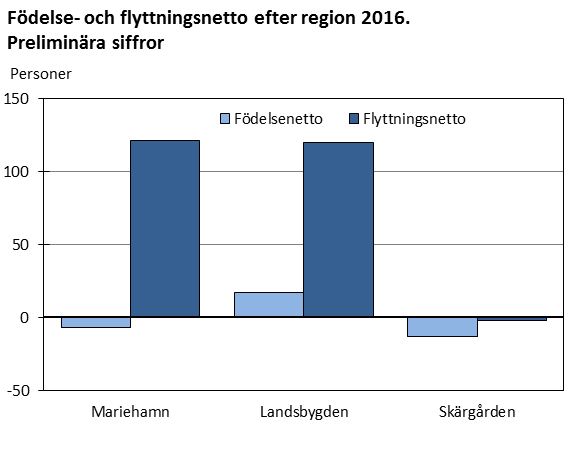 Födelse- och flyttningsnetto efter region 2016.
Preliminära siffror
Personer
150
Födelsenetto Flyttningsnetto
100
50
0
-50
Mariehamn Landsbygden Skärgården